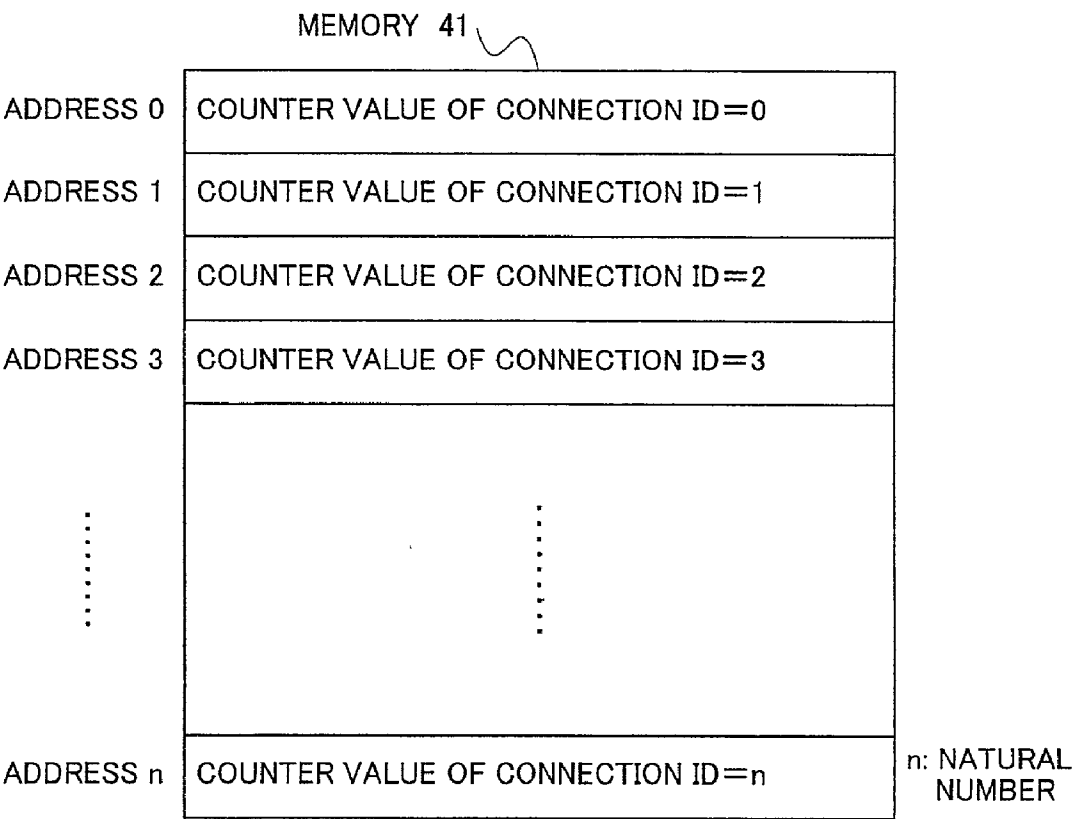 MEMORY 41
ADDRESS 0 COUNTER VALUE OF CONNECTION ID=0
ADDRESS 1 COUNTER VALUE OF CONNECTION ID=1
ADDRESS 2 COUNTER VALUE OF CONNECTION ID=2
ADDRESS 3 COUNTER VALUE OF CONNECTION ID=3
ADDRESS n COUNTER VALUE OF CONNECTION ID=n
n: NATURAL
NUMBER